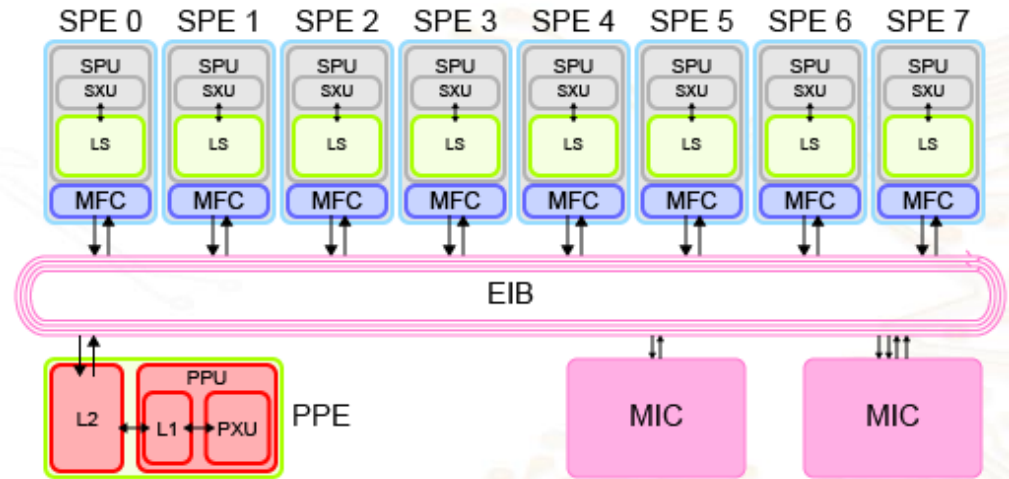 SPE 0 SPE 1 SPE 2 SPE 3 SPE 4 SPE 5 SPE 6 SPE 7
SPU SPU SPU SPU SPU SPU SPU SPU
SXU SXU SXU SXU SXU SXU SXU SXU
LS LS LS LS LS LS LS LS
MFC MFC MFC MFC MFC MFC MFC MFC
EIB
PPU
L2 L1 PXU PPE MIC MIC